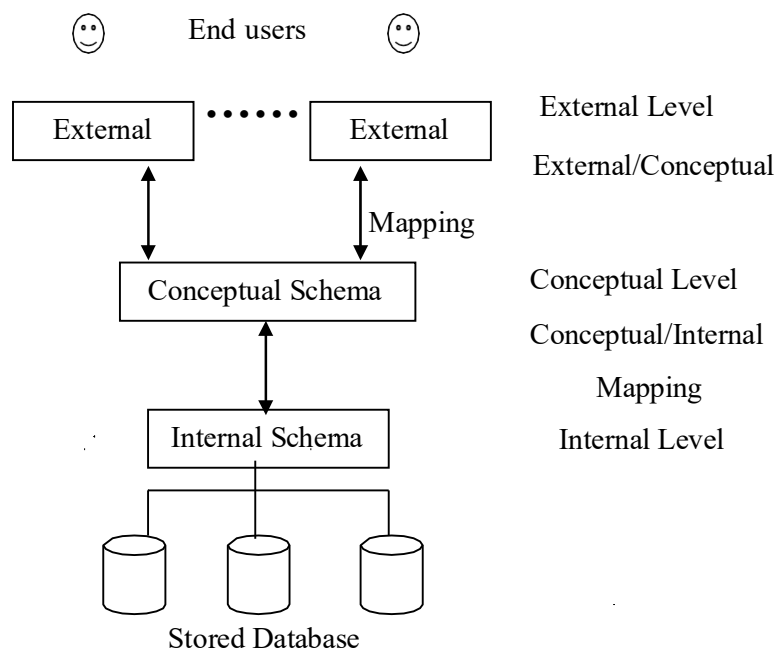 End users
External
External
External Level
External/Conceptual
Mapping
Conceptual Schema
Conceptual Level
Conceptual/Internal
Mapping
Internal Schema
Internal Level
Stored Database